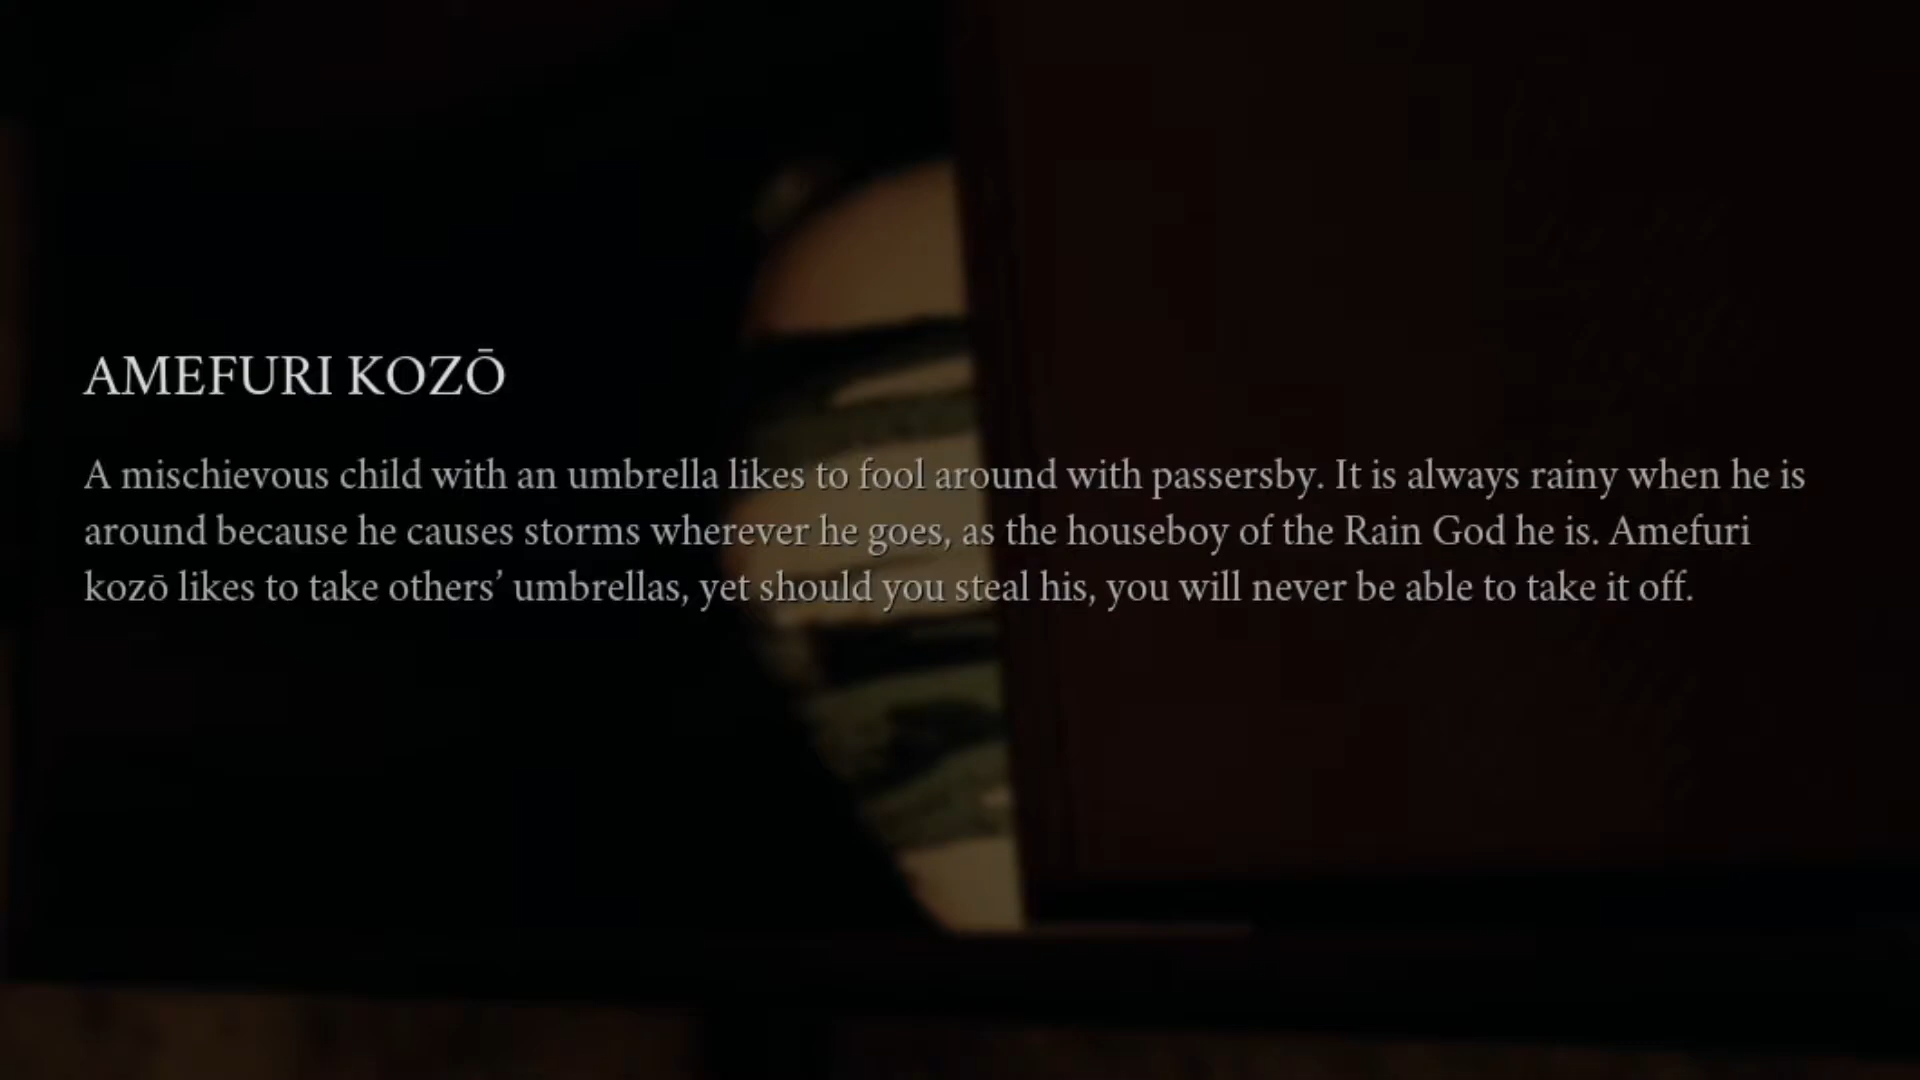 AMEFURI KOZŌ
A mischievous child with an umbrella likes to fool around with passersby. It is always rainy when he is
around because he causes storms wherever he goes, as the houseboy of the Rain God he is. Amefuri
kozō likes to take others’ umbrellas, yet should you steal his, you will never be able to take it off.